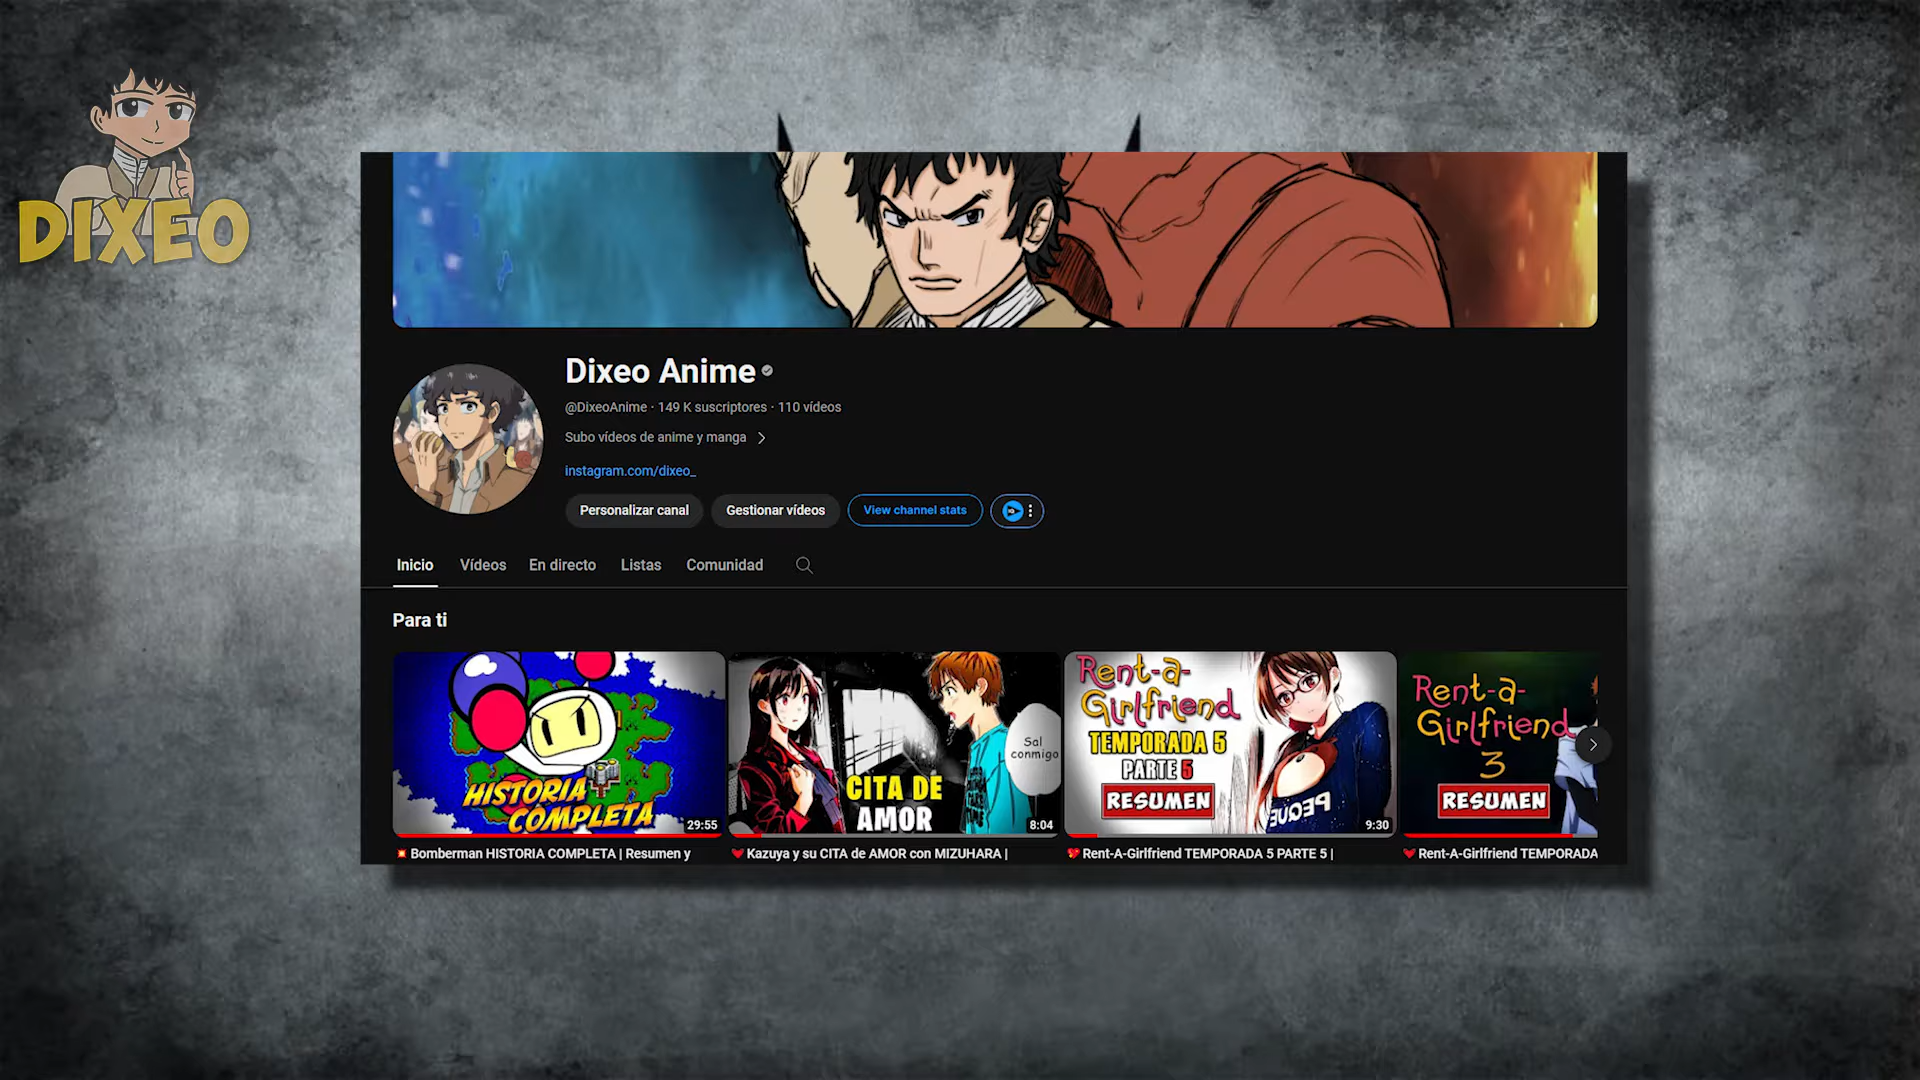 DIXEO
Dixeo Anime
@DixeoAnime · 149 K suscriptores · 110 vídeos
Subo vídeos de anime y manga
instagram.com/dixeo_
Personalizar canal
Gestionar vídeos
View channel stats
Inicio
Vídeos
En directo
Listas
Comunidad
Para ti
HISTORIA
COMPLETA
29:55
Sal
conmigo
CITA DE
AMOR
8:04
Rent-a-
Girlfriend
TEMPORADA 5
PARTE 5
RESUMEN
PEQUE
9:30
Rent-a-
Girlfriend
3
RESUMEN
Bomberman HISTORIA COMPLETA | Resumen y
Kazuya y su CITA de AMOR con MIZUHARA |
Rent-A-Girlfriend TEMPORADA 5 PARTE 5 |
Rent-A-Girlfriend TEMPORADA